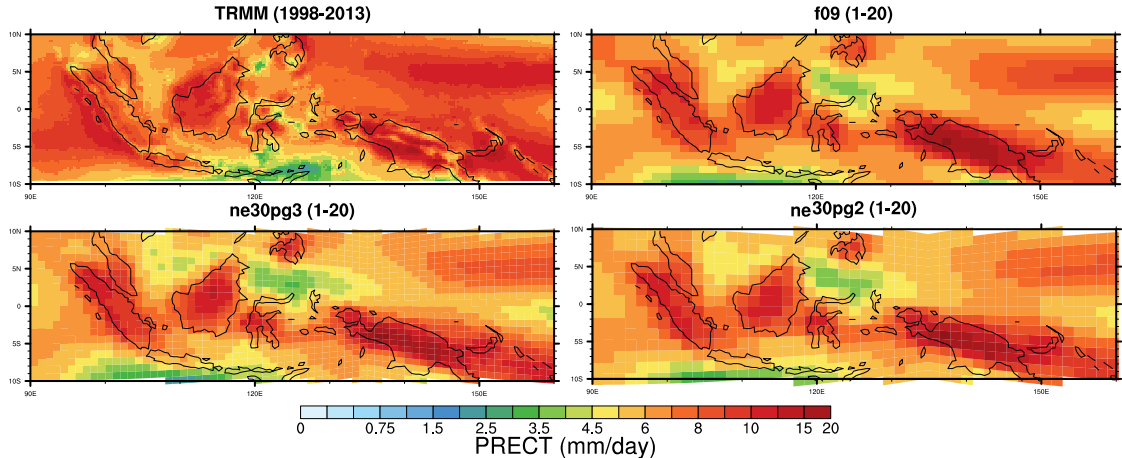 TRMM (1998-2013)
f09 (1-20)
10N
5N
0
5S
10S
90E
120E
150E
10N
5N
0
5S
10S
90E
120E
150E
ne30pg3 (1-20)
ne30pg2 (1-20)
10N
5N
0
5S
10S
90E
120E
150E
10N
5N
0
5S
10S
90E
120E
150E
0 0.75 1.5 2.5 3.5 4.5 6 8 10 15 20
PRECT (mm/day)